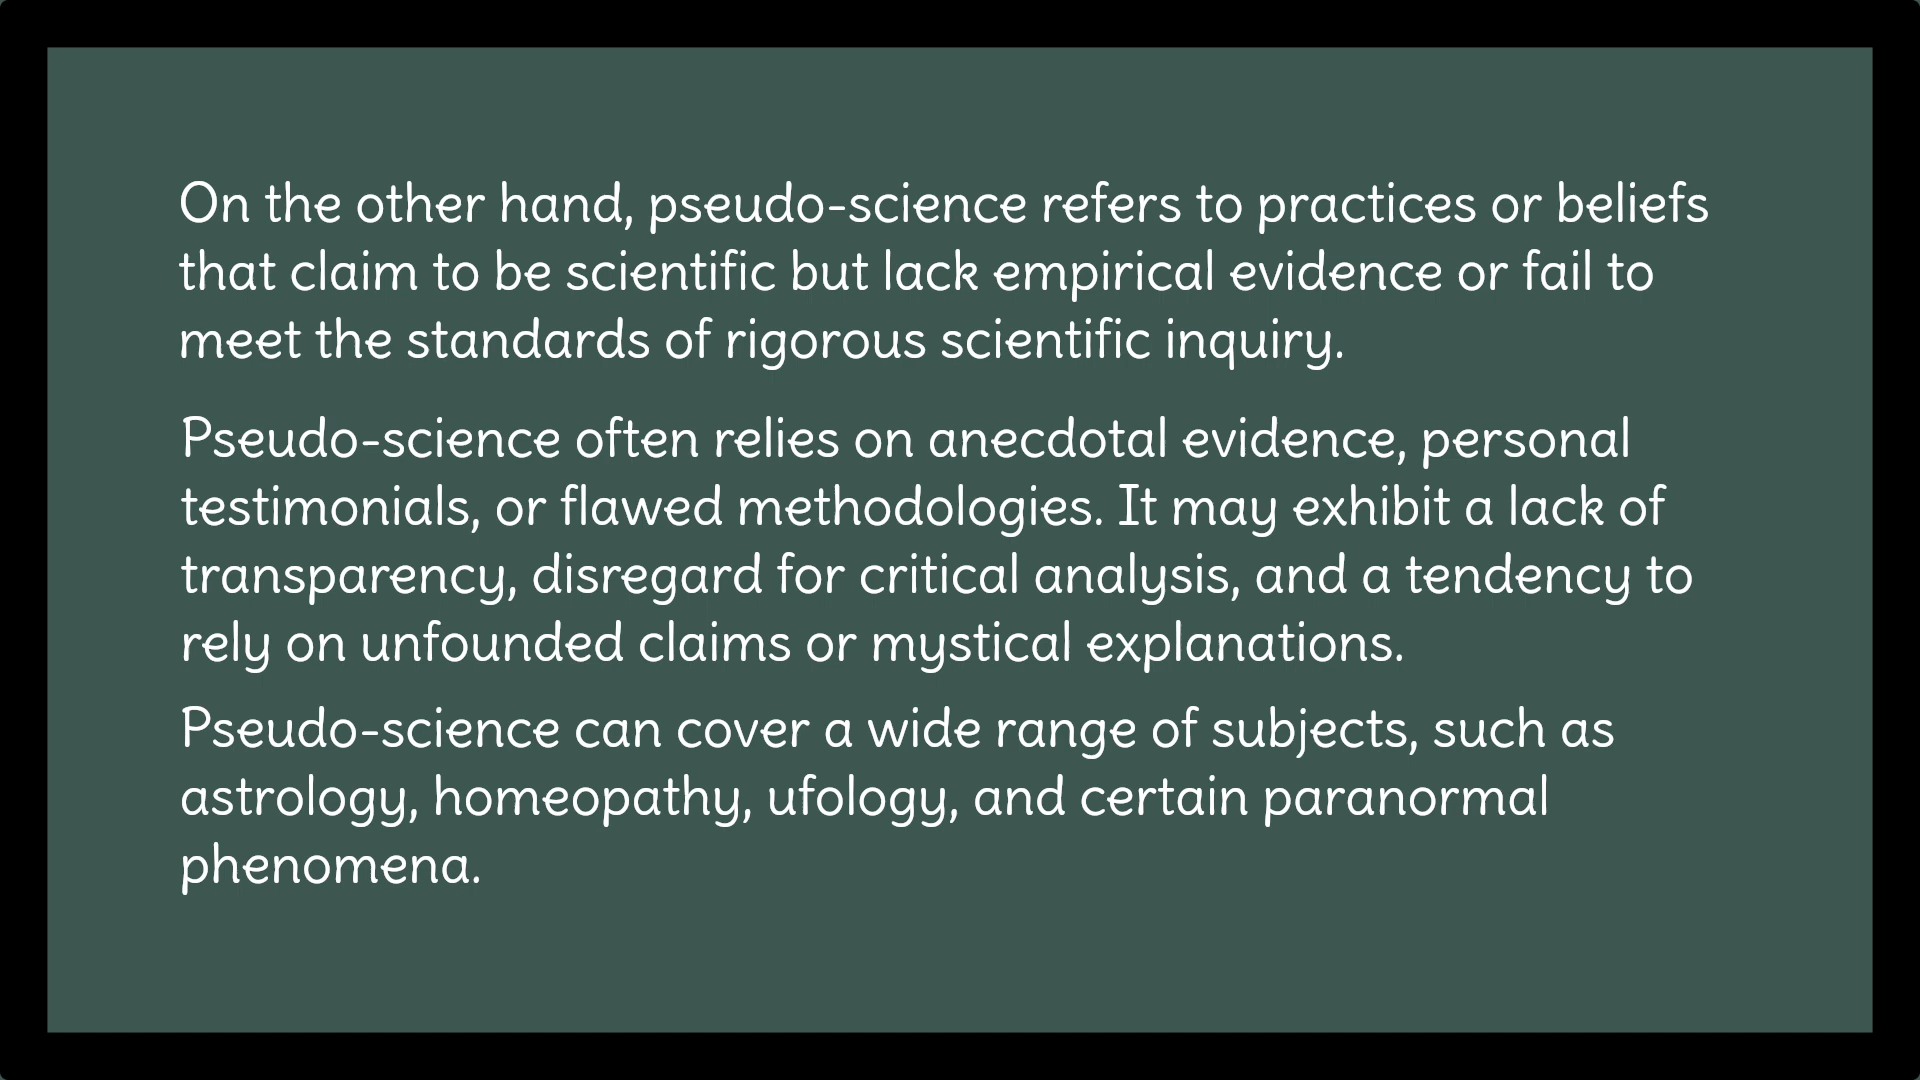 On the other hand, pseudo-science refers to practices or beliefs
that claim to be scientific but lack empirical evidence or fail to
meet the standards of rigorous scientific inquiry.
Pseudo-science often relies on anecdotal evidence, personal
testimonials, or flawed methodologies. It may exhibit a lack of
transparency, disregard for critical analysis, and a tendency to
rely on unfounded claims or mystical explanations.
Pseudo-science can cover a wide range of subjects, such as
astrology, homeopathy, ufology, and certain paranormal
phenomena.